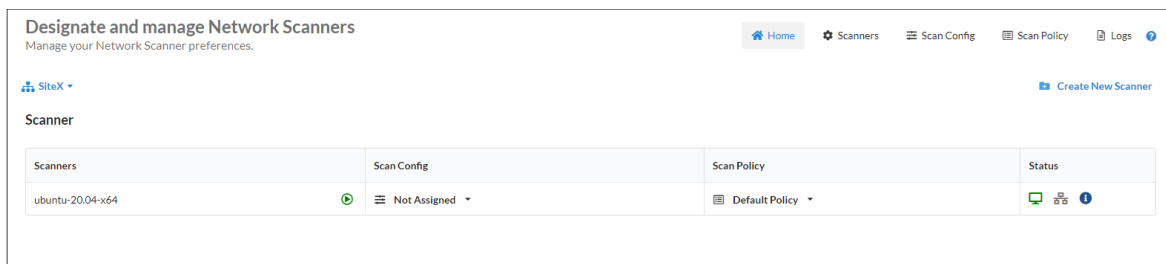 Designate and manage Network Scanners
Manage your Network Scanner preferences.
Home Scanners Scan Config Scan Policy Logs
SiteX
Create New Scanner
Scanner
Scanners Scan Config Scan Policy Status
ubuntu-20.04-x64 Not Assigned Default Policy